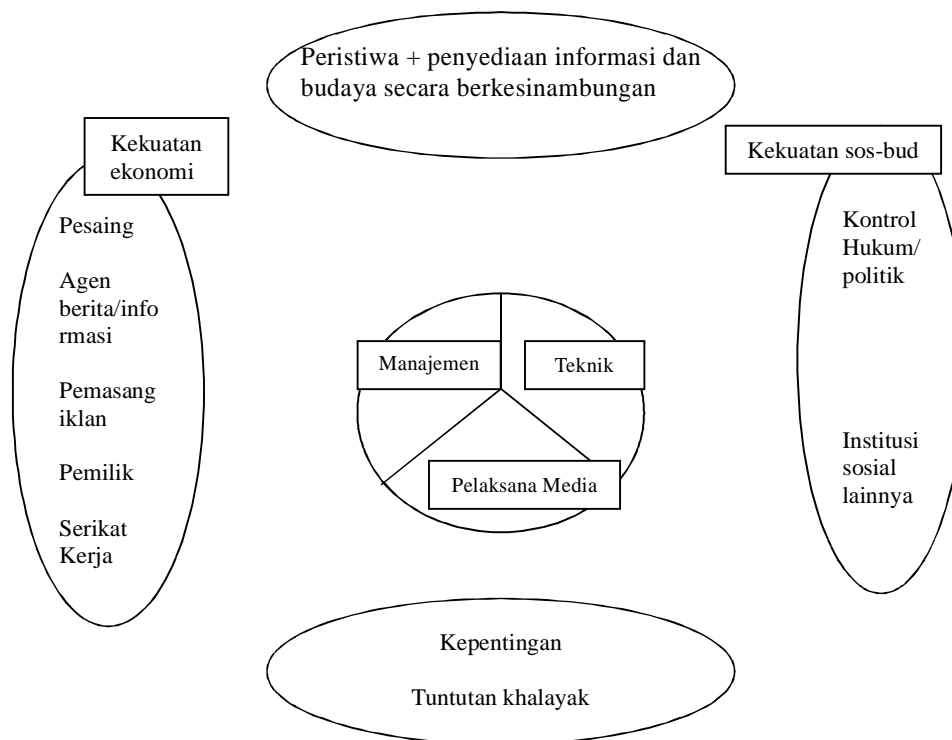 Peristiwa + penyediaan informasi dan
budaya secara berkesinambungan
Kekuatan
ekonomi
Pesaing
Agen
berita/info
rmasi
Pemasang
iklan
Pemilik
Serikat
Kerja
Manajemen
Teknik
Pelaksana Media
Kekuatan sos-bud
Kontrol
Hukum/
politik
Institusi
sosial
lainnya
Kepentingan
Tuntutan khalayak